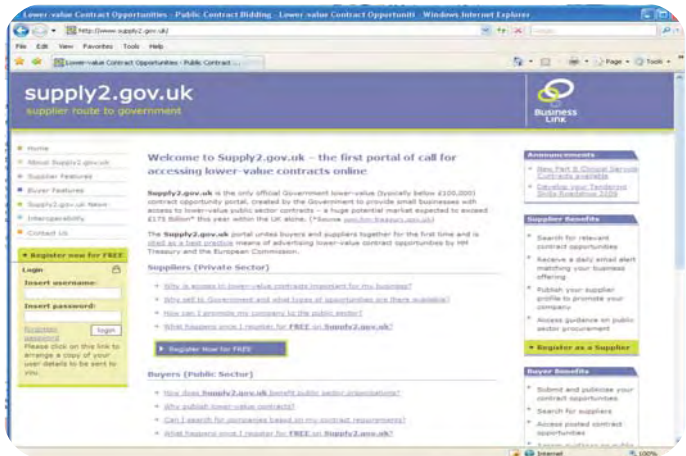 Lower-value Contract Opportunities - Public Contract Bidding - Lower-value Contract Opportuniti - Windows Internet Explorer
http://www.supply2.gov.uk/
File Edit View Favorites Tools Help
Lower-value Contract Opportunities - Public Contract ...
Page Tools
supply2.gov.uk
supplier route to government
Business
Link
Home
About Supply2.gov.uk
Supplier Features
Buyer Features
Supply2.gov.uk News
Interoperability
Contact Us
Register now for FREE
Login
Insert username:
Insert password:
password
login
Please click on this link to
arrange a copy of your
user details to be sent to
you.
Welcome to Supply2.gov.uk – the first portal of call for
accessing lower-value contracts online
Supply2.gov.uk is the only official Government lower-value (typically below £100,000)
contract opportunity portal, created by the Government to provide small businesses with
access to lower-value public sector contracts – a huge potential market expected to exceed
£175 Billion* this year within the UK alone. (*Source
The Supply2.gov.uk portal unites buyers and suppliers together for the first time and is
cited as a best practice means of advertising lower-value contract opportunities by HM
Treasury and the European Commission.
Suppliers (Private Sector)
Why is access to lower-value contracts important for my business?
Why sell to Government and what types of opportunities are there available?
How can I promote my company to the public sector?
What happens once I register for FREE on Supply2.gov.uk?
Register Now for FREE
Buyers (Public Sector)
How does Supply2.gov.uk benefit public sector organisations?
Why publish lower-value contracts?
Can I search for companies based on my contract requirements?
What happens once I register for FREE on Supply2.gov.uk?
Announcements
New Part B Clinical Service
Contracts available
Develop your Tendering
Skills Roadshow
Supplier Benefits
Search for relevant
contract opportunities
Receive a daily email alert
matching your business
offering
Publish your supplier
profile to promote your
company
Access guidance on public
sector procurement
Register as a Supplier
Buyer Benefits
Submit and publicise your
contract opportunities
Search for suppliers
Access posted contract
opportunities
Internet
100%